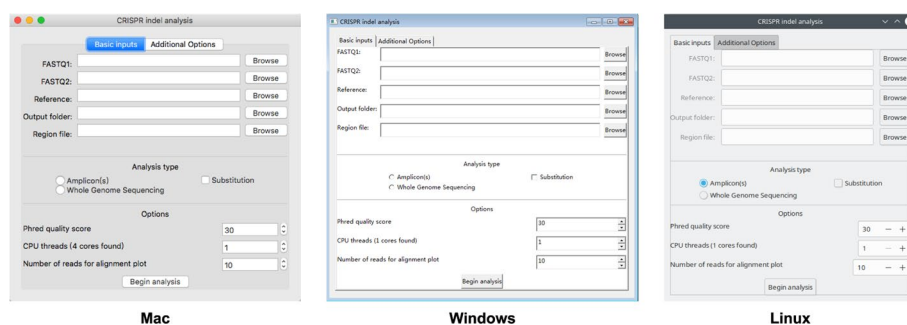 CRISPR indel analysis
Basic inputs Additional Options
FASTQ1: Browse
FASTQ2: Browse
Reference: Browse
Output folder: Browse
Region file: Browse
Analysis type
Amplicon(s) Substitution
Whole Genome Sequencing
Options
Phred quality score 30
CPU threads (4 cores found) 1
Number of reads for alignment plot 10
Begin analysis
Mac
CRISPR indel analysis
Basic inputs Additional Options
FASTQ1: Browse
FASTQ2: Browse
Reference: Browse
Output folder: Browse
Region file: Browse
Analysis type
Amplicon(s) Substitution
Whole Genome Sequencing
Options
Phred quality score 30
CPU threads (1 cores found) 1
Number of reads for alignment plot 10
Begin analysis
Windows
CRISPR indel analysis
Basic inputs Additional Options
FASTQ1: Browse
FASTQ2: Browse
Reference: Browse
Output folder: Browse
Region file: Browse
Analysis type
Amplicon(s) Substitution
Whole Genome Sequencing
Options
Phred quality score 30 − +
CPU threads (1 cores found) 1 − +
Number of reads for alignment plot 10 − +
Begin analysis
Linux